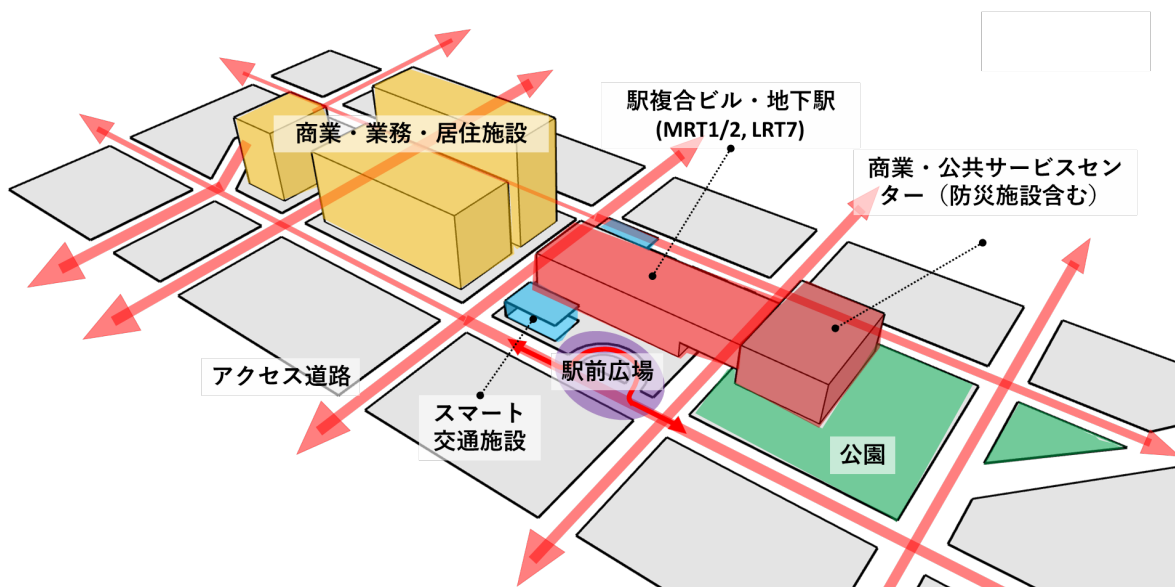 駅複合ビル・地下駅
(MRT1/2, LRT7)
商業・業務・居住施設
商業・公共サービスセン
ター（防災施設含む）
アクセス道路
駅前広場
スマート
交通施設
公園